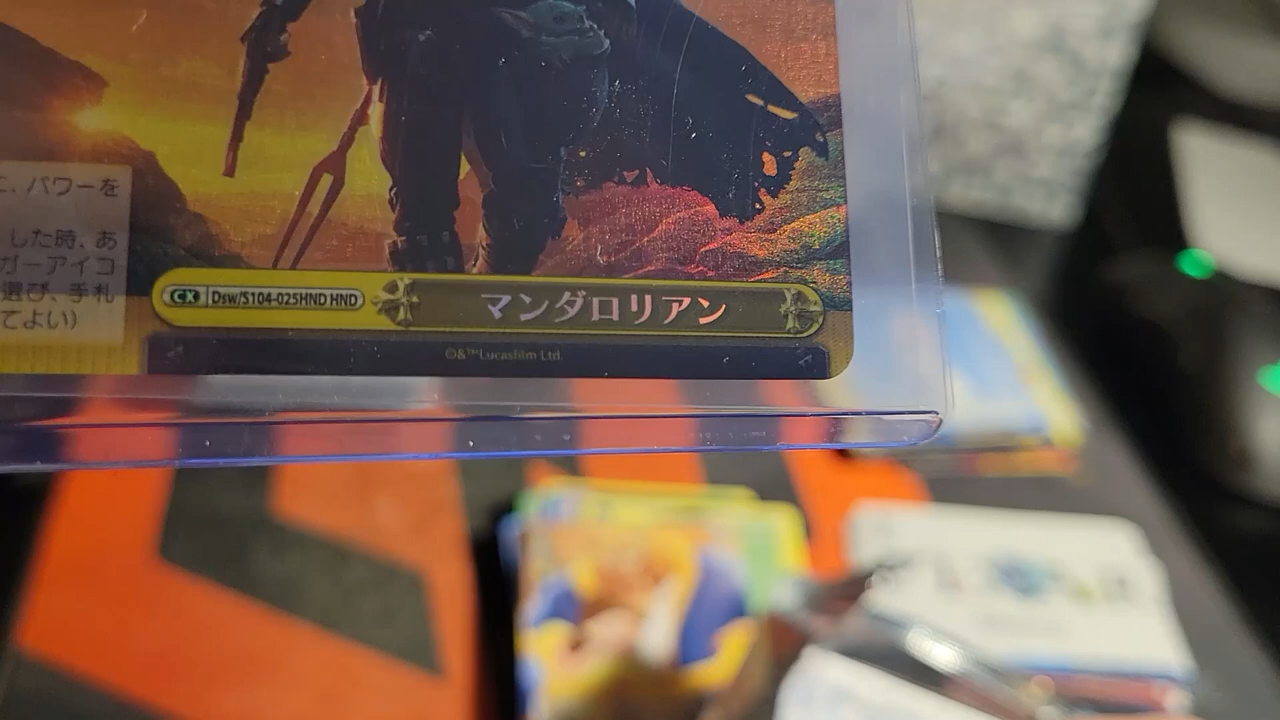 に、パワーを
した時、あ
ガーアイコ
選び、手札
てよい)
CX Dsw/S104-025HND HND マンダロリアン
©&™Lucasfilm Ltd.